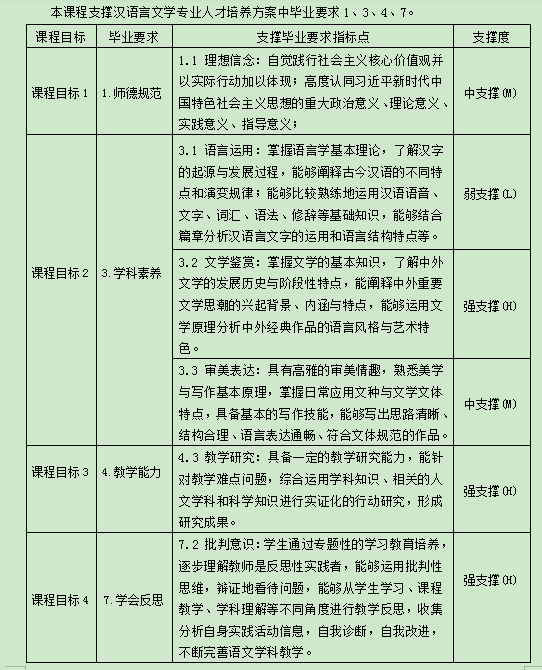 本课程支撑汉语言文学专业人才培养方案中毕业要求 1、3、4、7。
课程目标 毕业要求 支撑毕业要求指标点 支撑度
课程目标 1 1.师德规范
1.1 理想信念：自觉践行社会主义核心价值观并
以实际行动加以体现；高度认同习近平新时代中
国特色社会主义思想的重大政治意义、理论意义、
实践意义、指导意义；
中支撑(M)
课程目标 2 3.学科素养
3.1 语言运用：掌握语言学基本理论，了解汉字
的起源与发展过程，能够阐释古今汉语的不同特
点和演变规律；能够比较熟练地运用汉语语音、
文字、词汇、语法、修辞等基础知识，能够结合
篇章分析汉语言文字的运用和语言结构特点等。
弱支撑(L)
3.2 文学鉴赏：掌握文学的基本知识，了解中外
文学的发展历史与阶段性特点，能阐释中外重要
文学思潮的兴起背景、内涵与特点，能够运用文
学原理分析中外经典作品的语言风格与艺术特
色。
强支撑(H)
3.3 审美表达：具有高雅的审美情趣，熟悉美学
与写作基本原理，掌握日常应用文种与文学文体
特点，具备基本的写作技能，能够写出思路清晰、
结构合理、语言表达通畅、符合文体规范的作品。
中支撑(M)
课程目标 3 4.教学能力
4.3 教学研究：具备一定的教学研究能力，能针
对教学难点问题，综合运用学科知识、相关的人
文学科和科学知识进行实证化的行动研究，形成
研究成果。
强支撑(H)
课程目标 4 7.学会反思
7.2 批判意识:学生通过专题性的学习教育培养，
逐步理解教师是反思性实践者，能够运用批判性
思维，辩证地看待问题，能够从学生学习、课程
教学、学科理解等不同角度进行教学反思，收集
分析自身实践活动信息，自我诊断，自我改进，
不断完善语文学科教学。
强支撑(H)